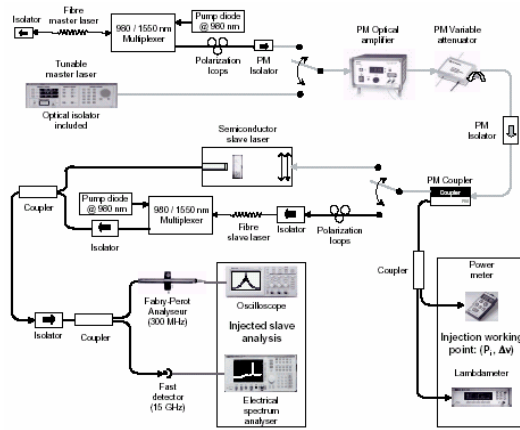 Isolator
Fibre
master laser
980 / 1550 nm
Multiplexer
Pump diode
@ 980 nm
Polarization
loops
PM
Isolator
PM Optical
amplifier
PM Variable
attenuator
Tunable
master laser
Optical isolator
included
PM
Isolator
Semiconductor
slave laser
PM Coupler
Coupler
Coupler
Pump diode
@ 980 nm
980 / 1550 nm
Multiplexer
Isolator
Fibre
slave laser
Isolator
Polarization
loops
Coupler
Power
meter
Fabry-Perot
Analyseur
(300 MHz)
Oscilloscope
Isolator
Coupler
Injected slave
analysis
Injection working
point: (Pi, Δν)
Lambdameter
Fast
detector
(15 GHz)
Electrical
spectrum
analyser